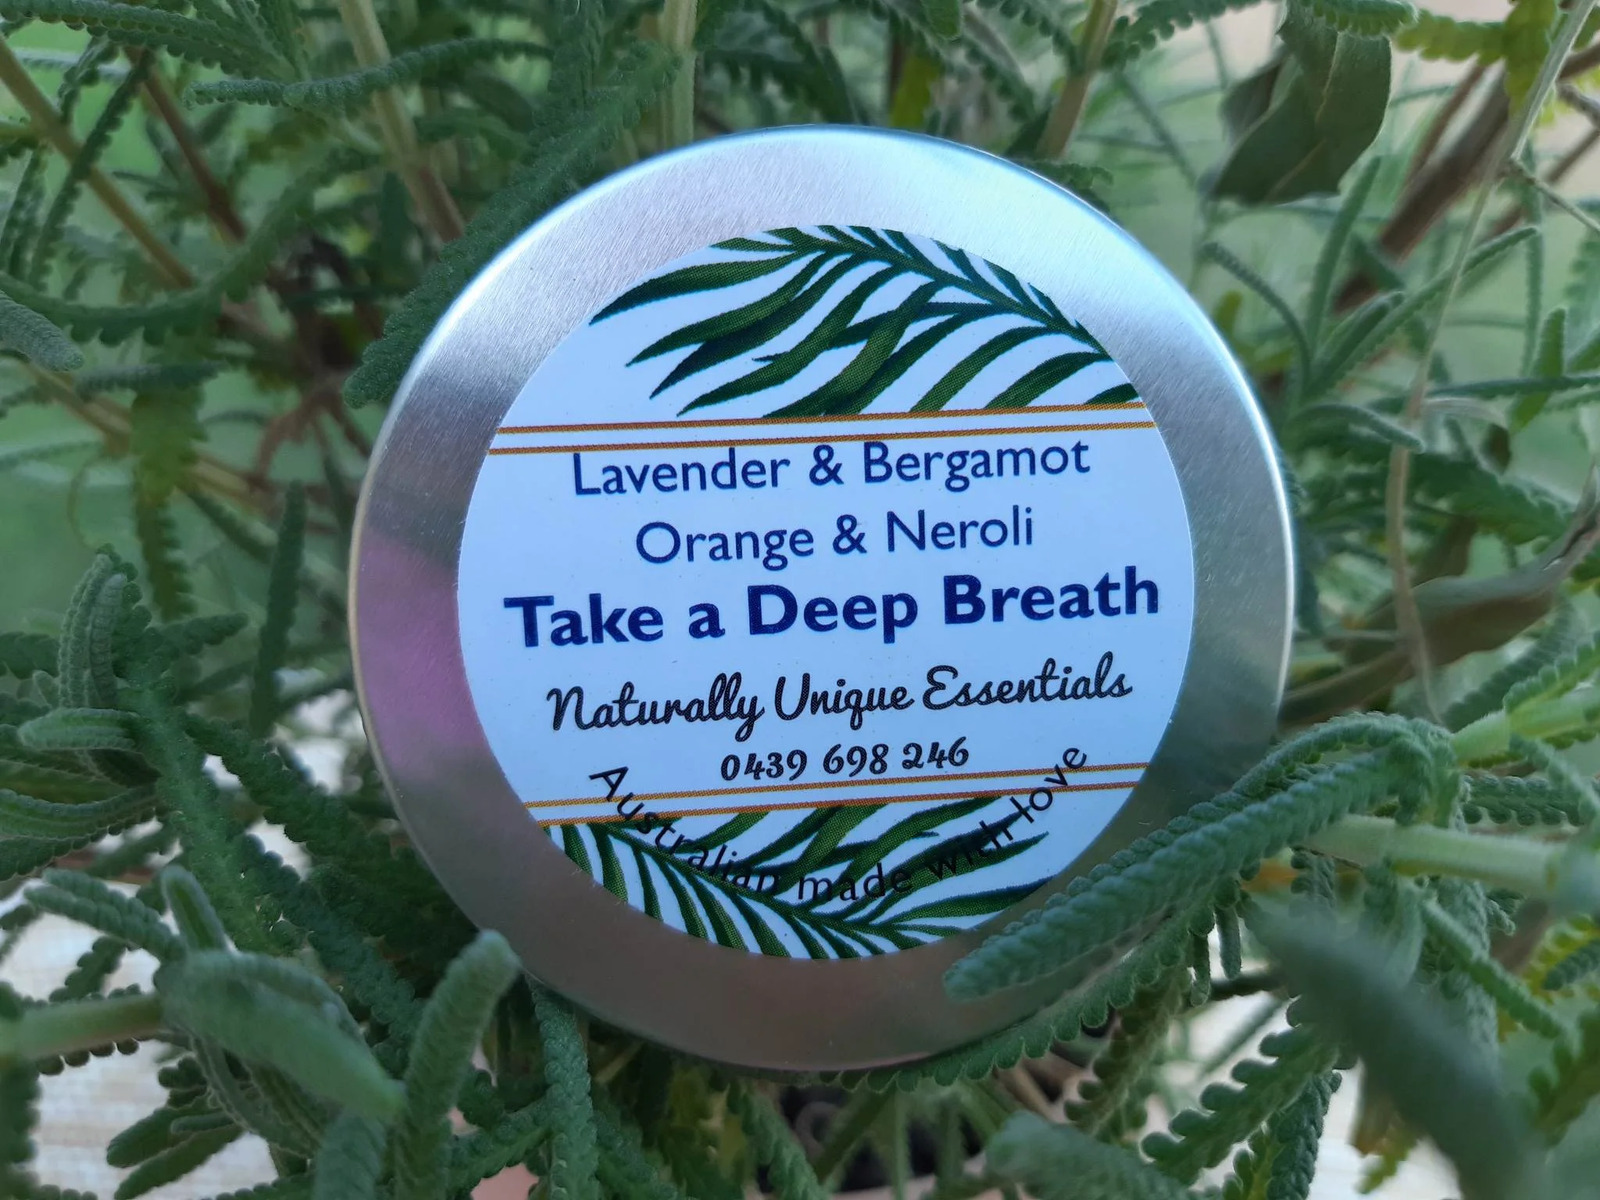 Lavender & Bergamot
Orange & Neroli
Take a Deep Breath
Naturally Unique Essentials
0439 698 246
Australian made with love